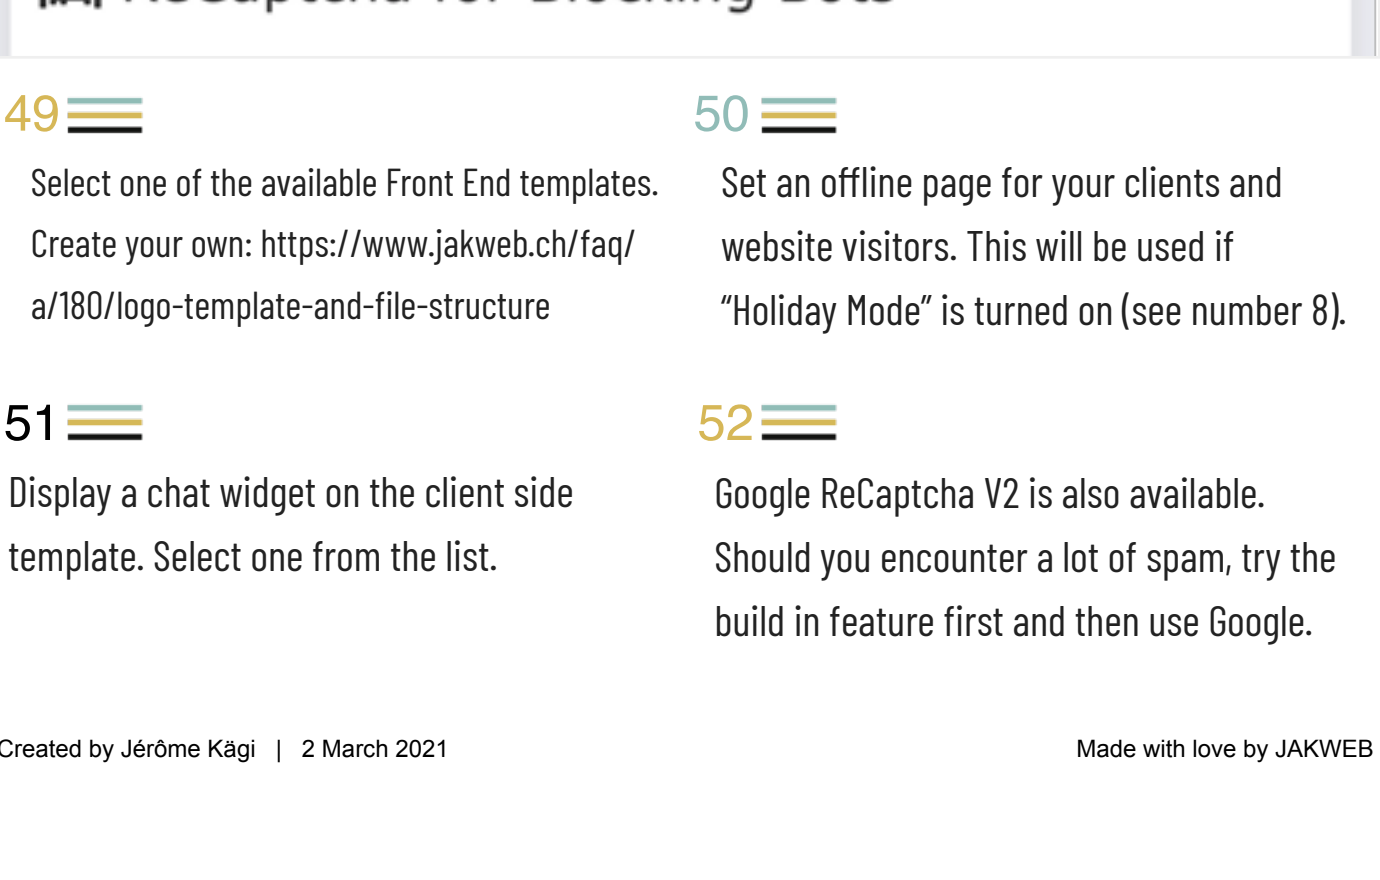 ReCaptcha for Blocking Bots
49
Select one of the available Front End templates.
Create your own: https://www.jakweb.ch/faq/
a/180/logo-template-and-file-structure
50
Set an offline page for your clients and
website visitors. This will be used if
“Holiday Mode” is turned on (see number 8).
51
Display a chat widget on the client side
template. Select one from the list.
52
Google ReCaptcha V2 is also available.
Should you encounter a lot of spam, try the
build in feature first and then use Google.
Created by Jérôme Kägi | 2 March 2021
Made with love by JAKWEB